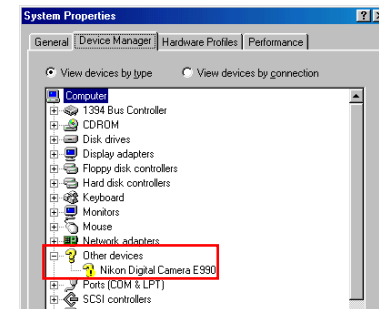 System Properties
General Device Manager Hardware Profiles Performance
View devices by type View devices by connection
Computer
1394 Bus Controller
CDROM
Disk drives
Display adapters
Floppy disk controllers
Hard disk controllers
Keyboard
Monitors
Mouse
Network adapters
Other devices
Nikon Digital Camera E990
Ports (COM & LPT)
SCSI controllers